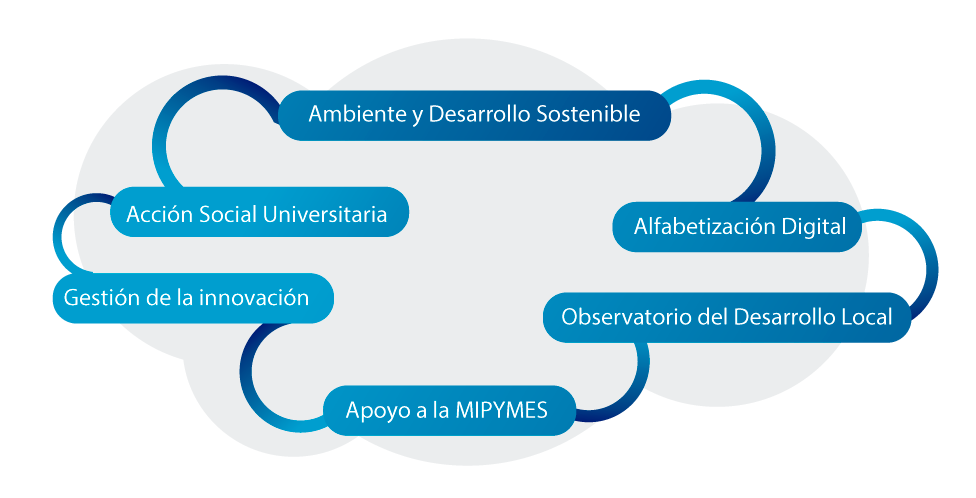 Ambiente y Desarrollo Sostenible
Acción Social Universitaria
Alfabetización Digital
Gestión de la innovación
Observatorio del Desarrollo Local
Apoyo a la MIPYMES